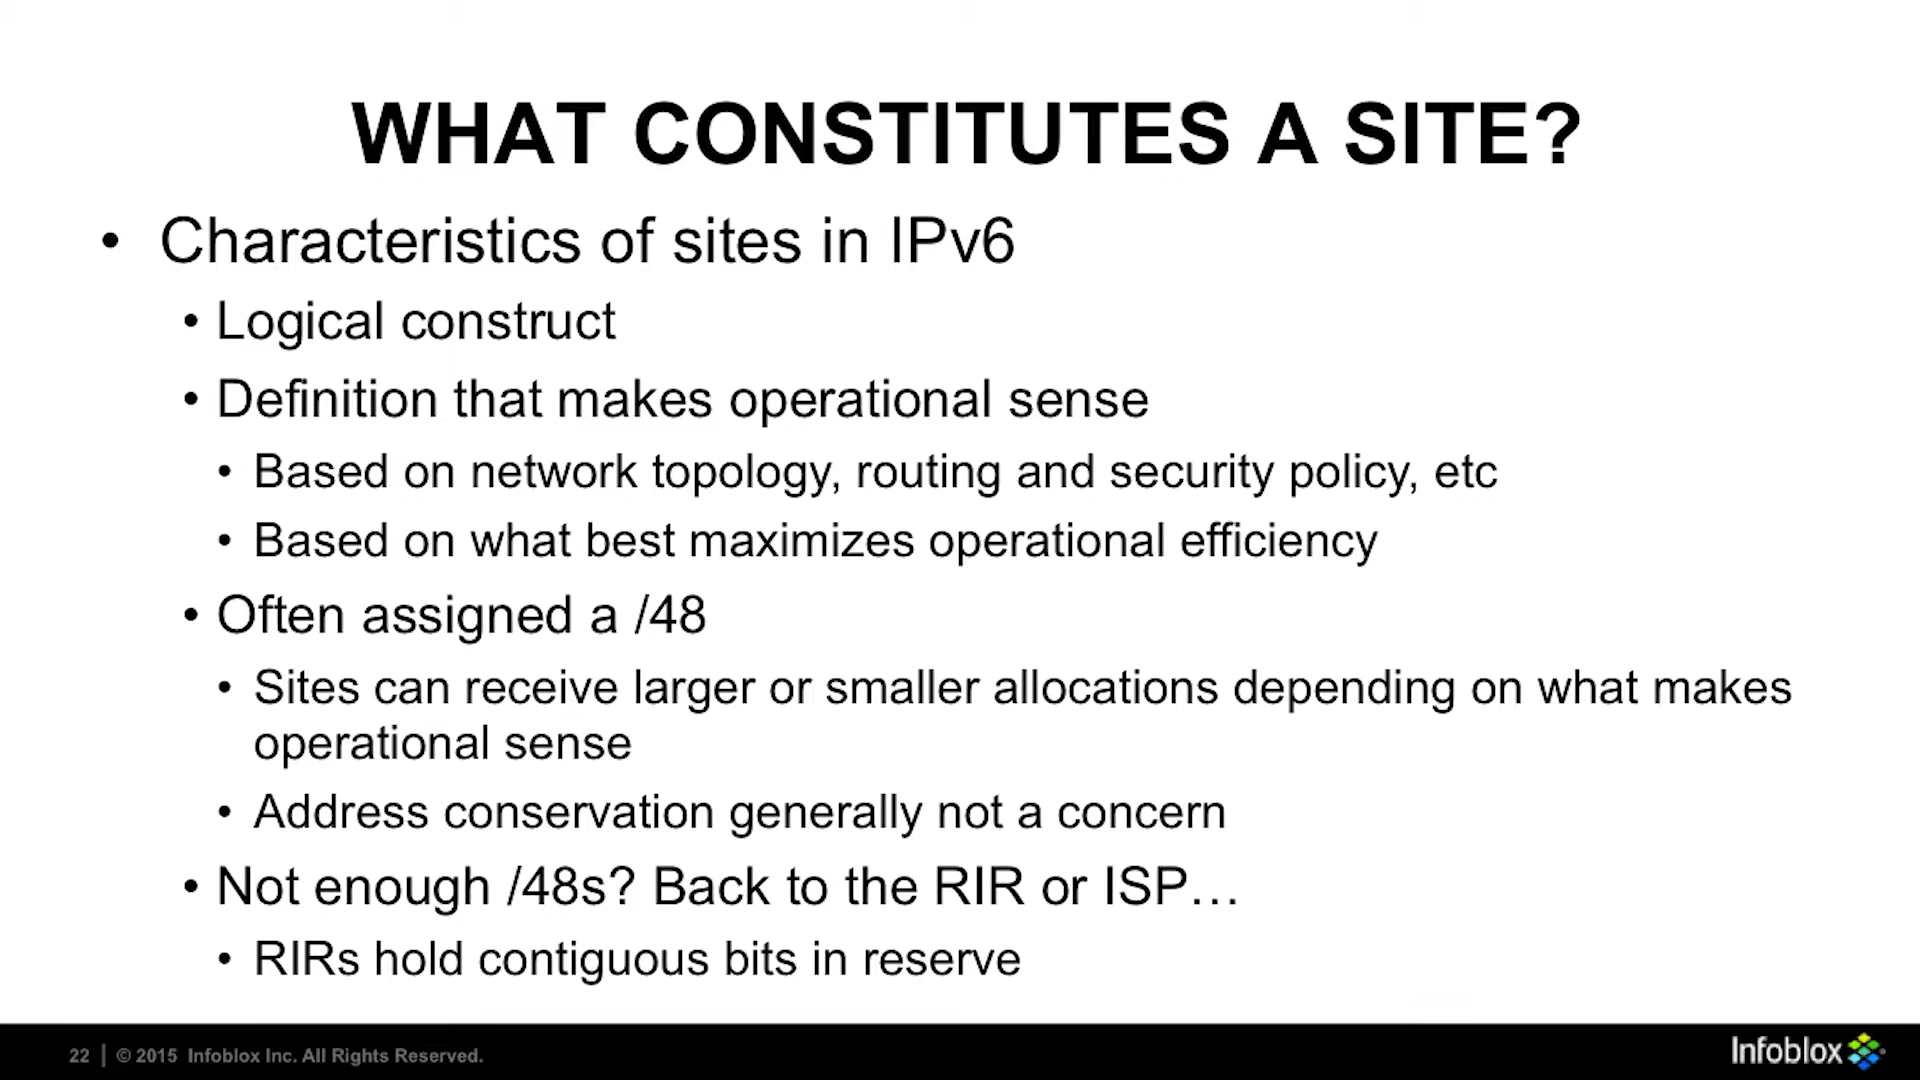 WHAT CONSTITUTES A SITE?
• Characteristics of sites in IPv6
• Logical construct
• Definition that makes operational sense
• Based on network topology, routing and security policy, etc
• Based on what best maximizes operational efficiency
• Often assigned a /48
• Sites can receive larger or smaller allocations depending on what makes
operational sense
• Address conservation generally not a concern
• Not enough /48s? Back to the RIR or ISP…
• RIRs hold contiguous bits in reserve
22 | © 2015 Infoblox Inc. All Rights Reserved.
Infoblox